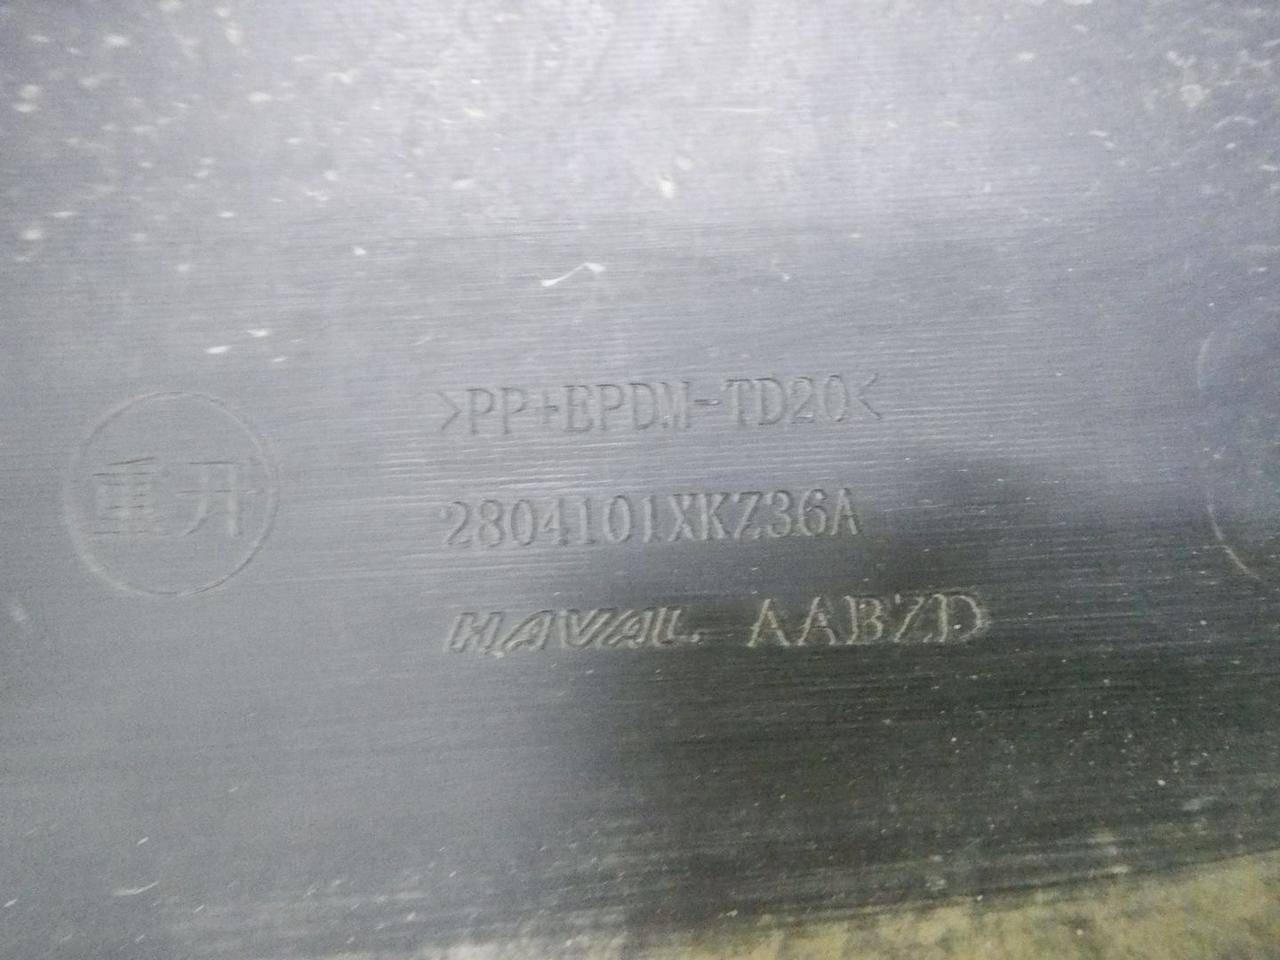 >PP+EPDM-TD20<
重开
2804101XKZ36A
HAVAL AABZD